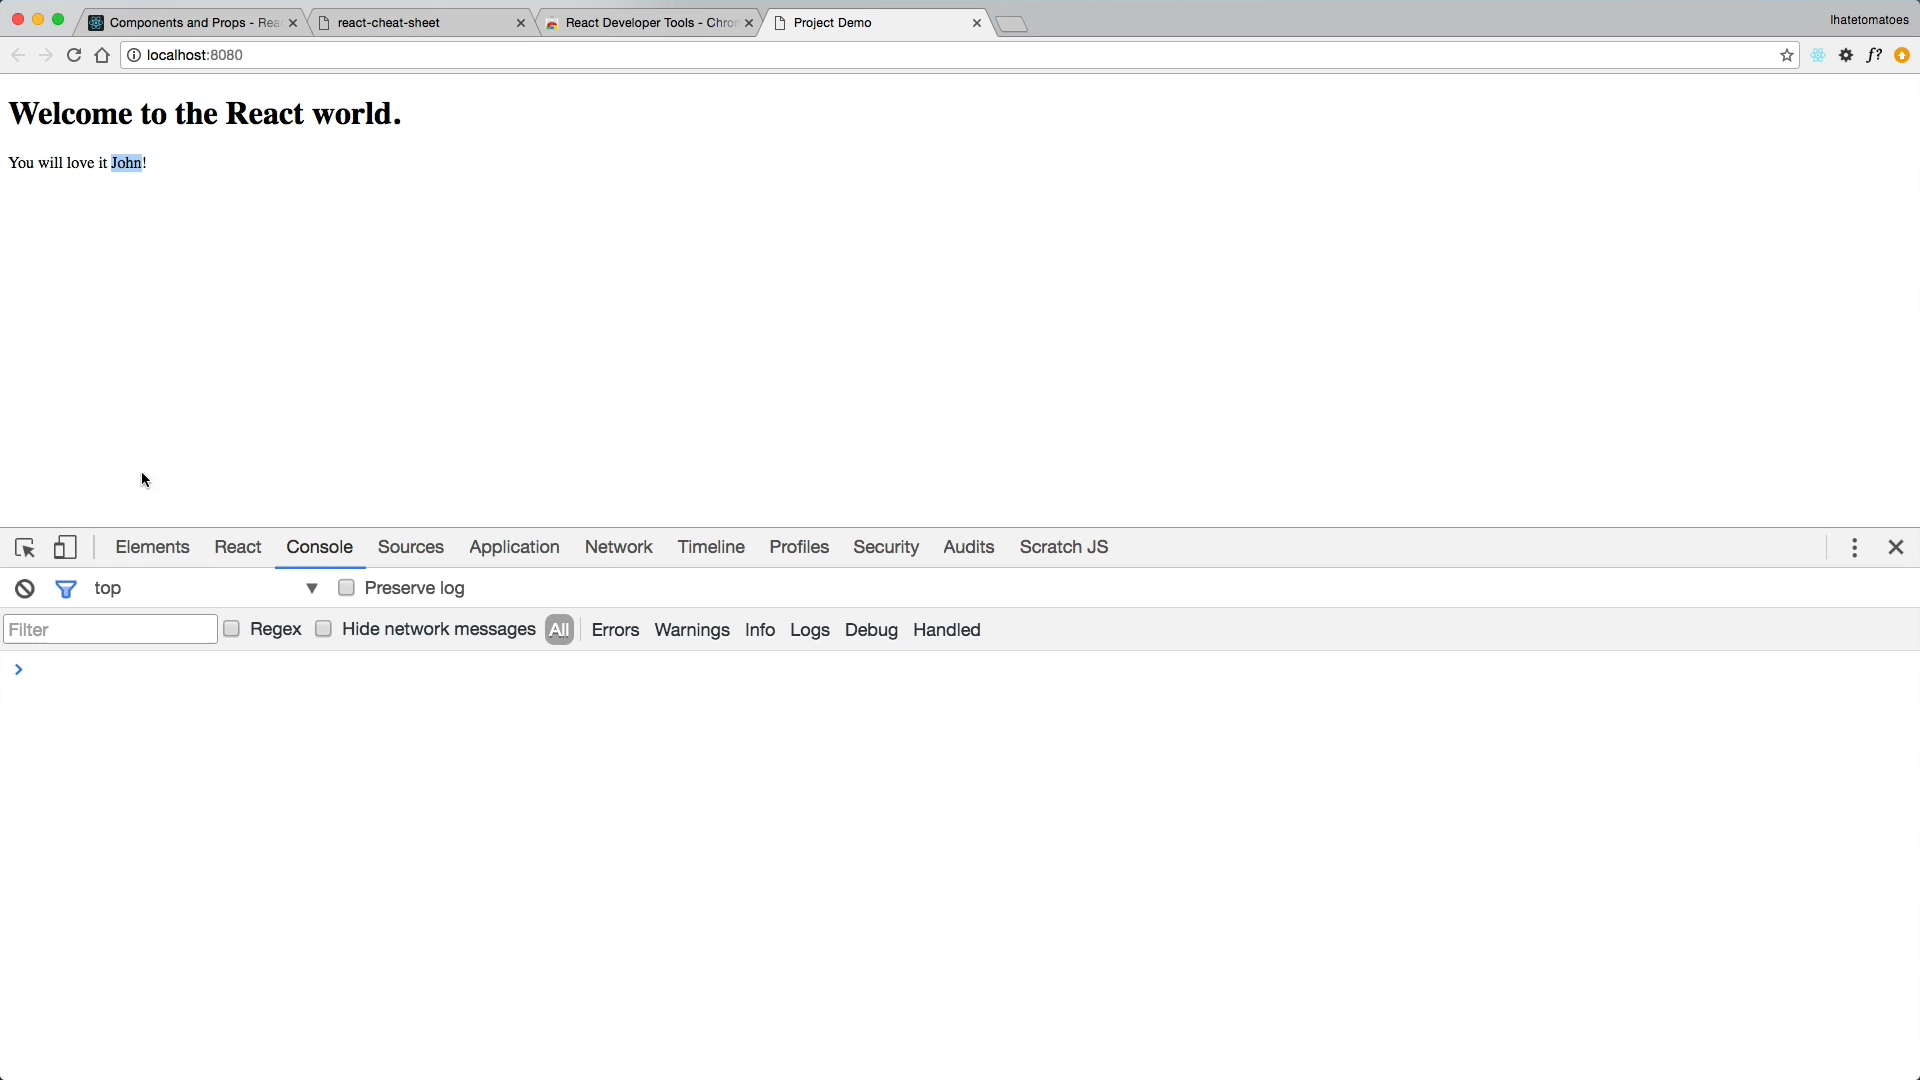 Components and Props - Rea
react-cheat-sheet
React Developer Tools - Chron
Project Demo
Ihatetomatoes
localhost:8080
f?
Welcome to the React world.
You will love it John!
Elements React Console Sources Application Network Timeline Profiles Security Audits Scratch JS
top
Preserve log
Filter
Regex
Hide network messages
All Errors Warnings Info Logs Debug Handled